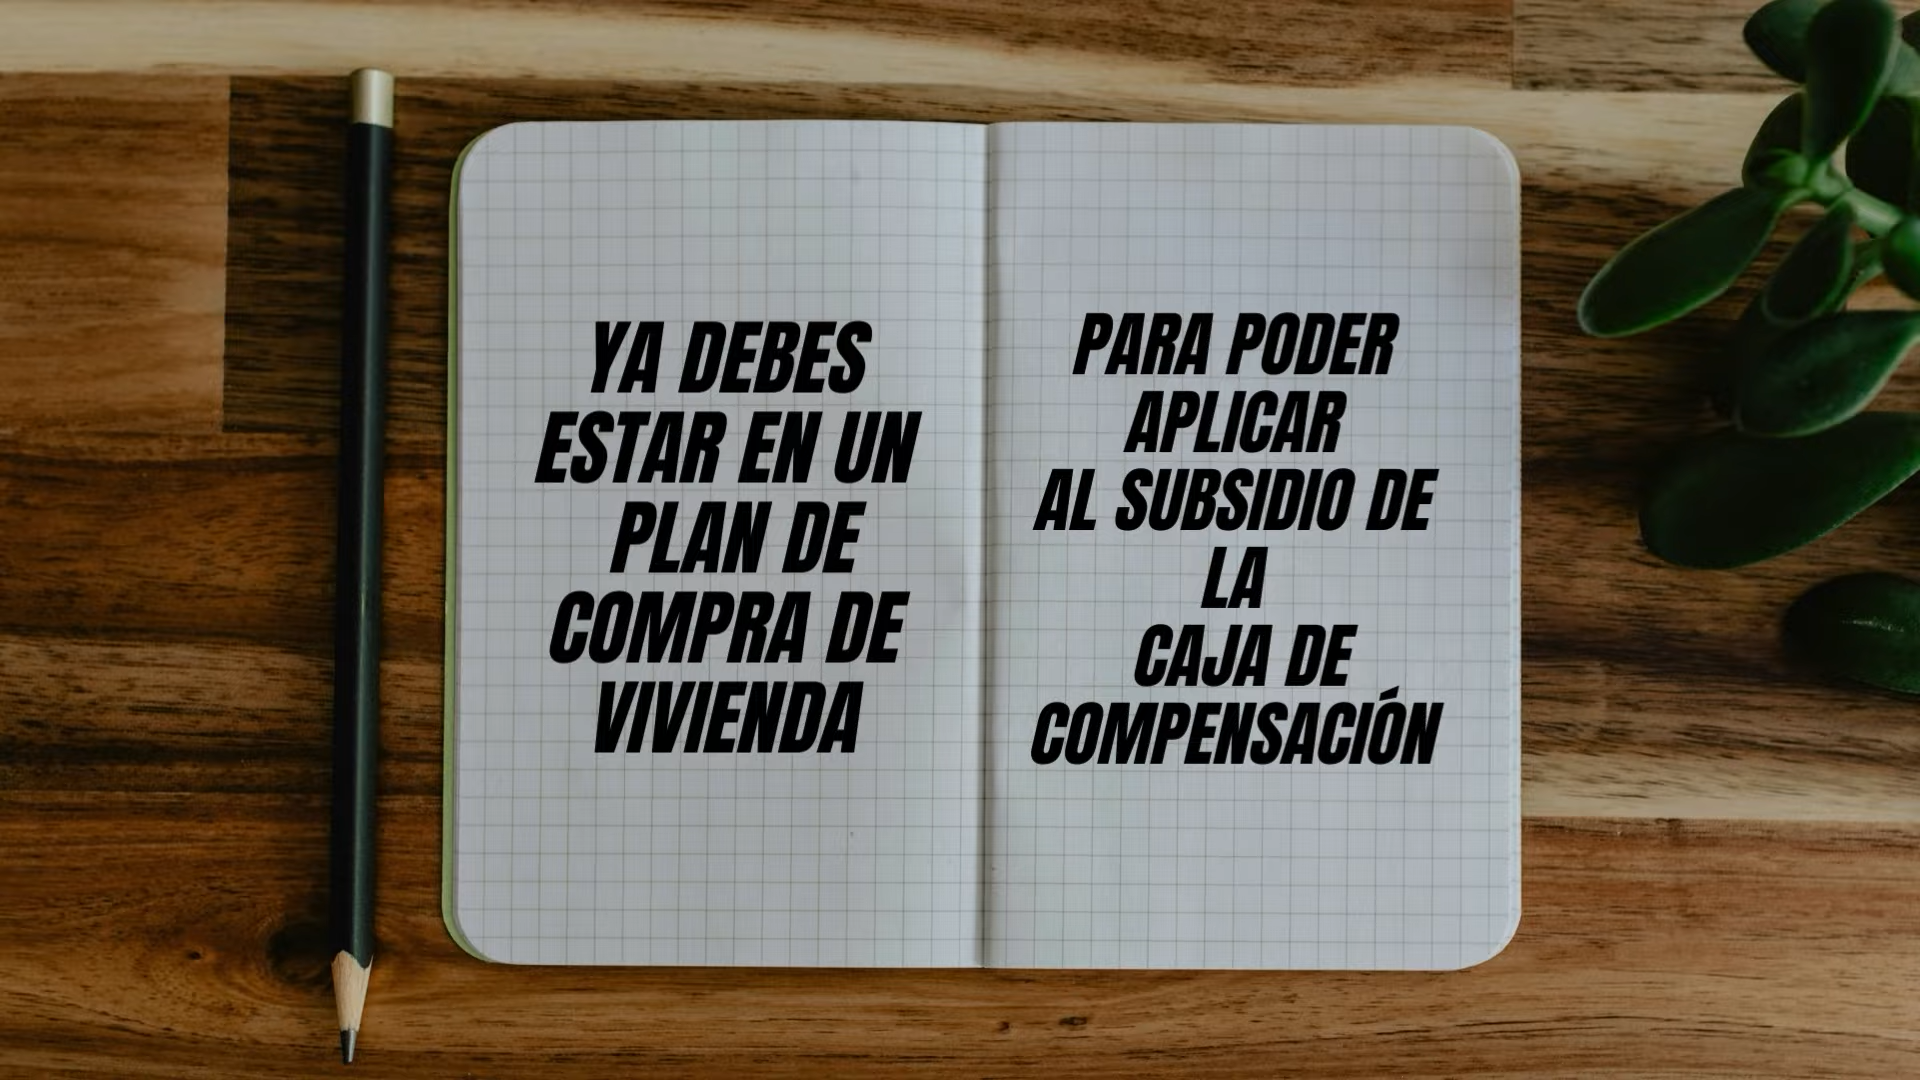 YA DEBES
ESTAR EN UN
PLAN DE
COMPRA DE
VIVIENDA
PARA PODER
APLICAR
AL SUBSIDIO DE
LA
CAJA DE
COMPENSACIÓN